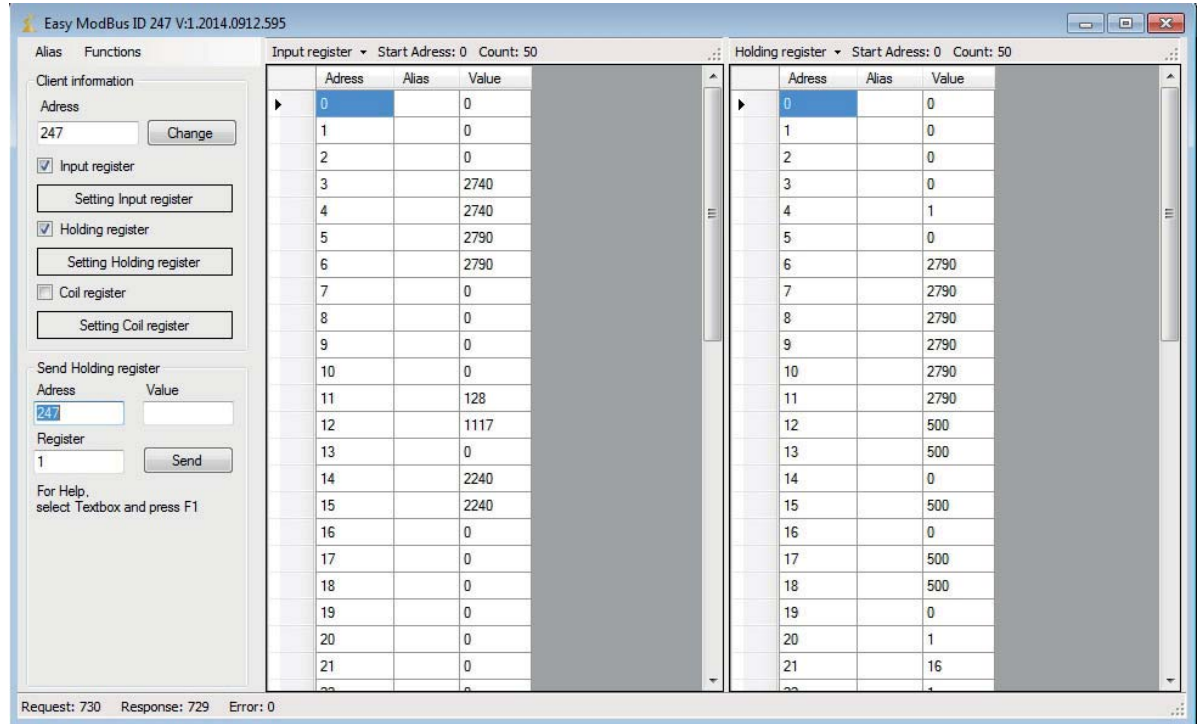 Easy ModBus ID 247 V:1.2014.0912.595
Alias Functions
Client information
Adress
247 Change
Input register
Setting Input register
Holding register
Setting Holding register
Coil register
Setting Coil register
Send Holding register
Adress Value
247
Register
1 Send
For Help,
select Textbox and press F1
Input register Start Adress: 0 Count: 50
Adress Alias Value
0 0
1 0
2 0
3 2740
4 2740
5 2790
6 2790
7 0
8 0
9 0
10 0
11 128
12 1117
13 0
14 2240
15 2240
16 0
17 0
18 0
19 0
20 0
21 0
Holding register Start Adress: 0 Count: 50
Adress Alias Value
0 0
1 0
2 0
3 0
4 1
5 0
6 2790
7 2790
8 2790
9 2790
10 2790
11 2790
12 500
13 500
14 0
15 500
16 0
17 500
18 500
19 0
20 1
21 16
Request: 730 Response: 729 Error: 0